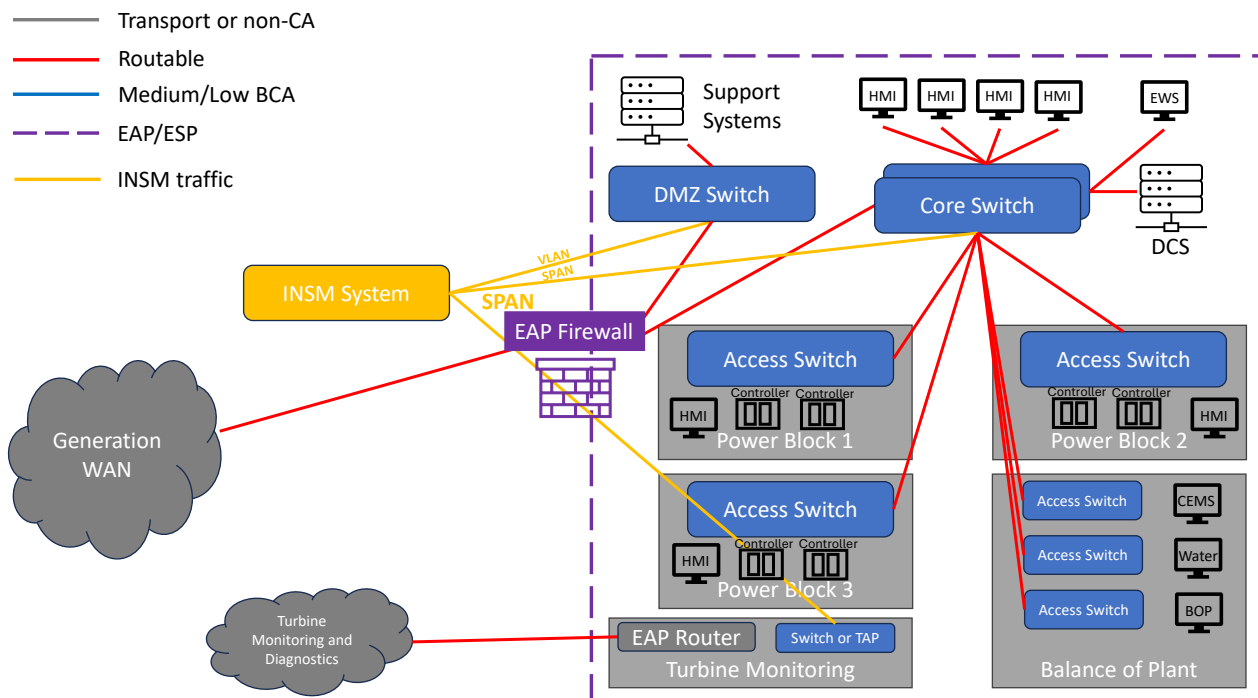 Transport or non-CA
Routable
Medium/Low BCA
EAP/ESP
INSM traffic
Support
Systems
HMI
HMI
HMI
HMI
EWS
DMZ Switch
Core Switch
DCS
VLAN
SPAN
INSM System
SPAN
EAP Firewall
Generation
WAN
Access Switch
Controller
Controller
HMI
Power Block 1
Access Switch
Controller
Controller
HMI
Power Block 2
Access Switch
Controller
Controller
HMI
Power Block 3
Access Switch
CEMS
Access Switch
Water
Access Switch
BOP
Balance of Plant
Turbine
Monitoring and
Diagnostics
EAP Router
Switch or TAP
Turbine Monitoring